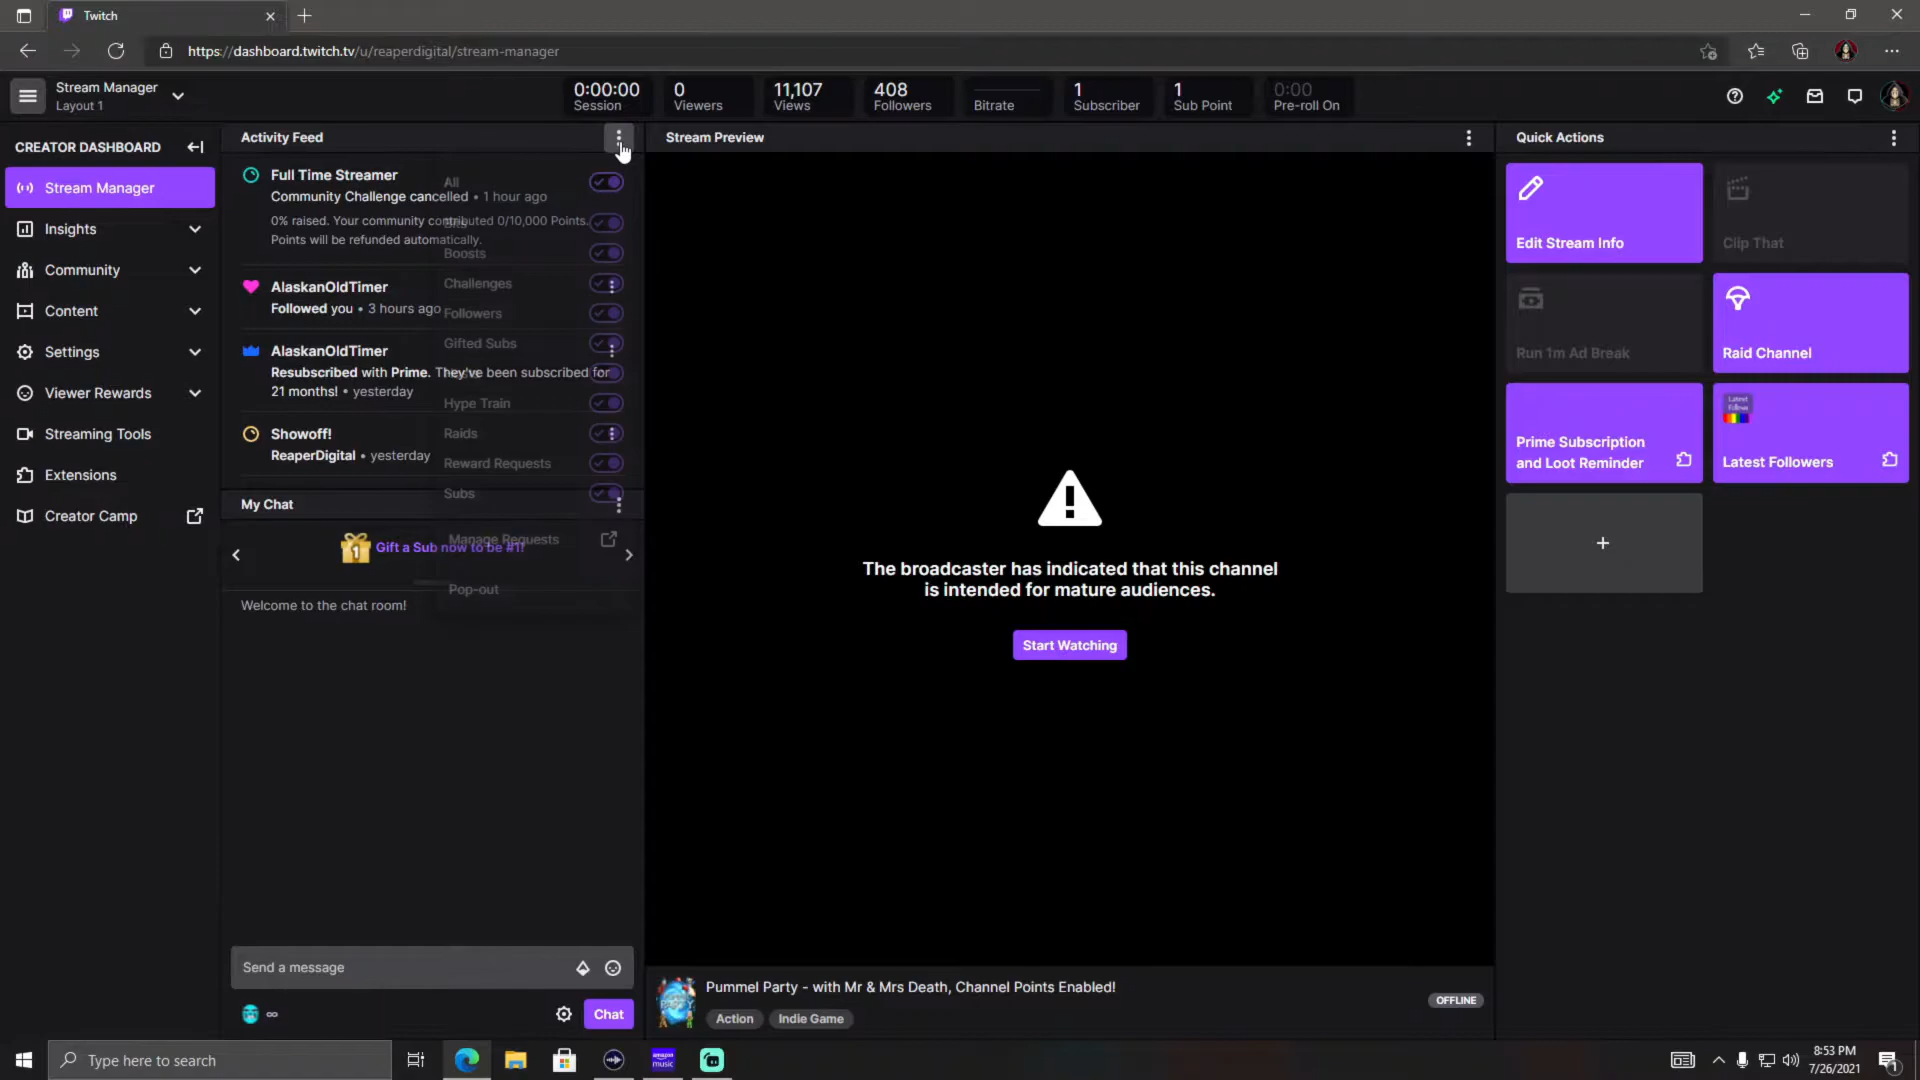 Twitch
https://dashboard.twitch.tv/u/reaperdigital/stream-manager
Stream Manager
Layout 1
0:00:00
Session
0
Viewers
11,107
Views
408
Followers
Bitrate
1
Subscriber
1
Sub Point
0:00
Pre-roll On
CREATOR DASHBOARD
Stream Manager
Insights
Community
Content
Settings
Viewer Rewards
Streaming Tools
Extensions
Creator Camp
Activity Feed
Full Time Streamer
Community Challenge cancelled • 1 hour ago
0% raised. Your community contributed 0/10,000 Points.
Points will be refunded automatically.
AlaskanOldTimer
Followed you • 3 hours ago
AlaskanOldTimer
Resubscribed with Prime. They've been subscribed for
21 months! • yesterday
Showoff!
ReaperDigital • yesterday
All
Boosts
Challenges
Followers
Gifted Subs
Hype Train
Raids
Reward Requests
Subs
Manage Requests
Pop-out
My Chat
1
Gift a Sub now to be #1!
Welcome to the chat room!
Send a message
∞
Chat
Stream Preview
The broadcaster has indicated that this channel
is intended for mature audiences.
Start Watching
Pummel Party - with Mr & Mrs Death, Channel Points Enabled!
Action
Indie Game
OFFLINE
Quick Actions
Edit Stream Info
Clip That
Run 1m Ad Break
Raid Channel
Prime Subscription
and Loot Reminder
Latest
Follows
Latest Followers
+
Type here to search
amazon
music
8:53 PM
7/26/2021
1